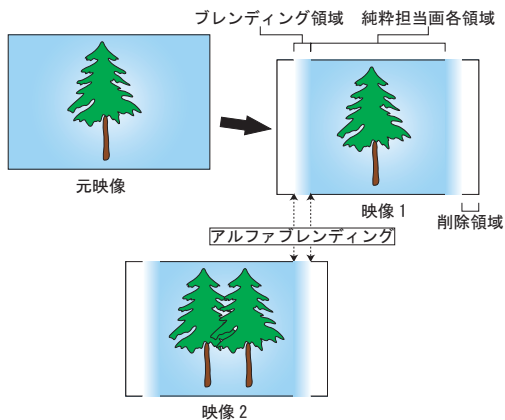 ブレンディング領域
純粋担当画各領域
元映像
映像 1
削除領域
アルファブレンディング
映像 2